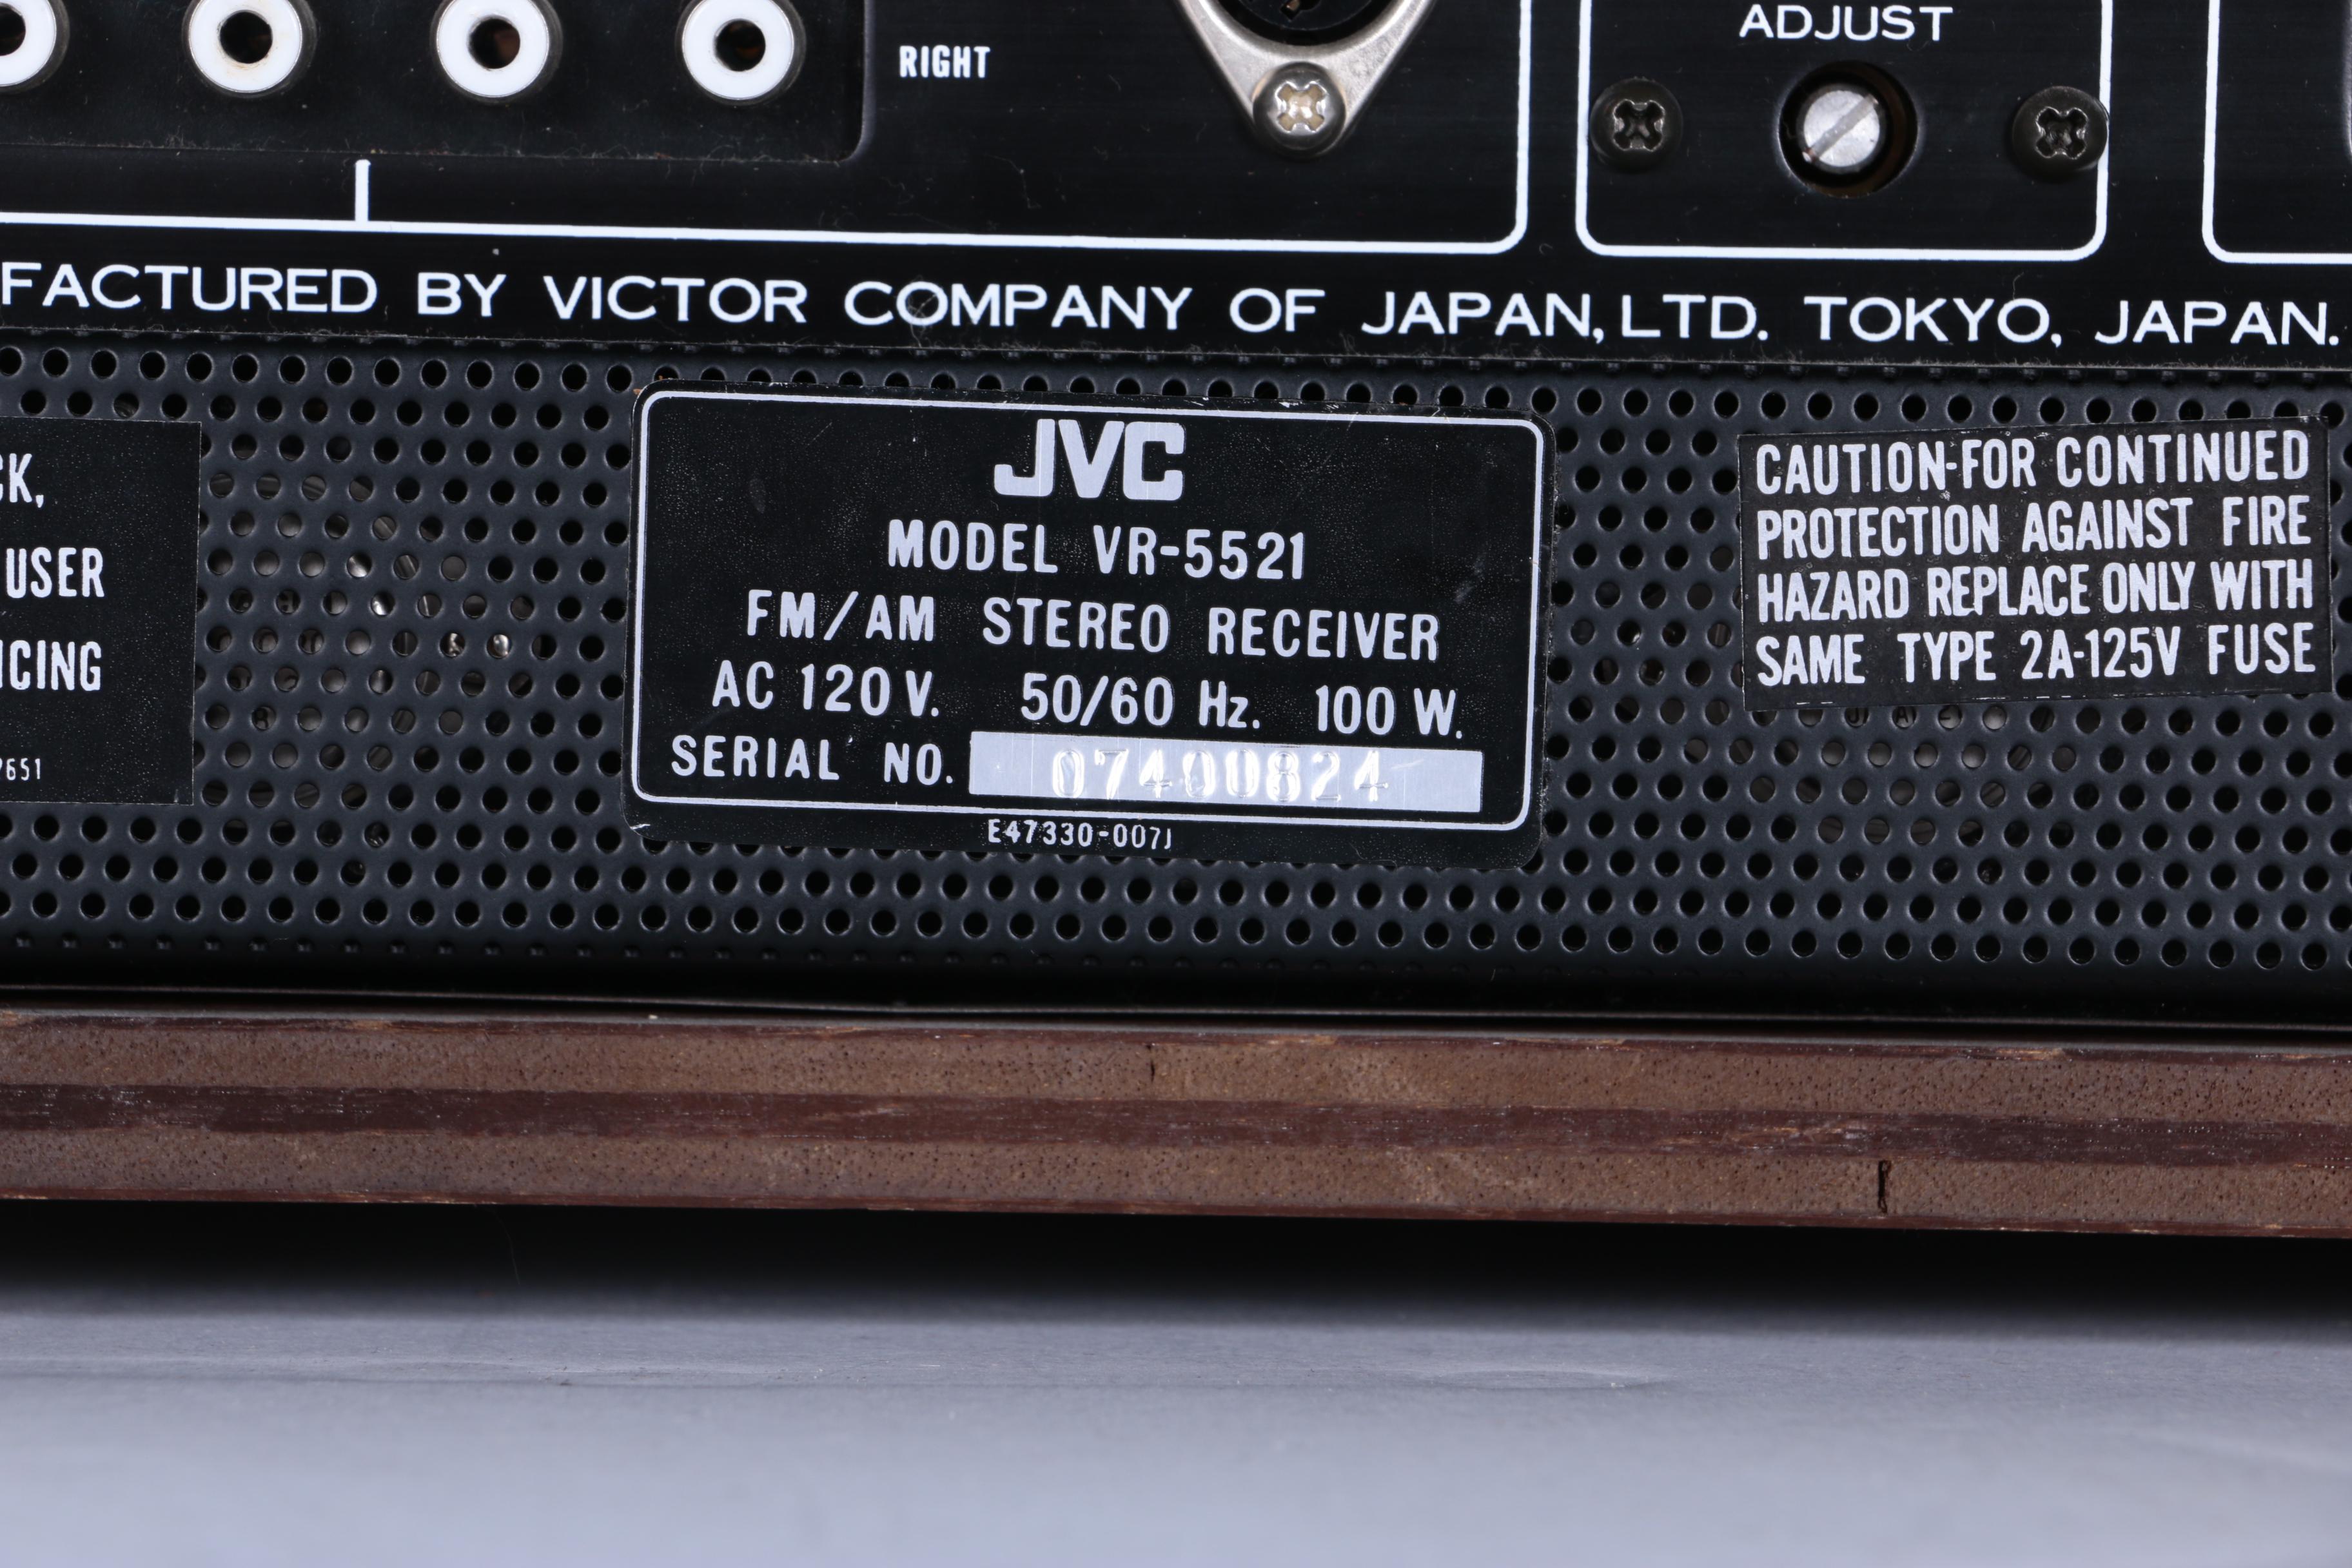 RIGHT
ADJUST
FACTURED BY VICTOR COMPANY OF JAPAN, LTD. TOKYO, JAPAN.
CK,
USER
ICING
7651
JVC
MODEL VR-5521
FM/AM STEREO RECEIVER
AC 120 V. 50/60 Hz. 100 W.
SERIAL NO. 07400824
E47330-007J
CAUTION-FOR CONTINUED
PROTECTION AGAINST FIRE
HAZARD REPLACE ONLY WITH
SAME TYPE 2A-125V FUSE